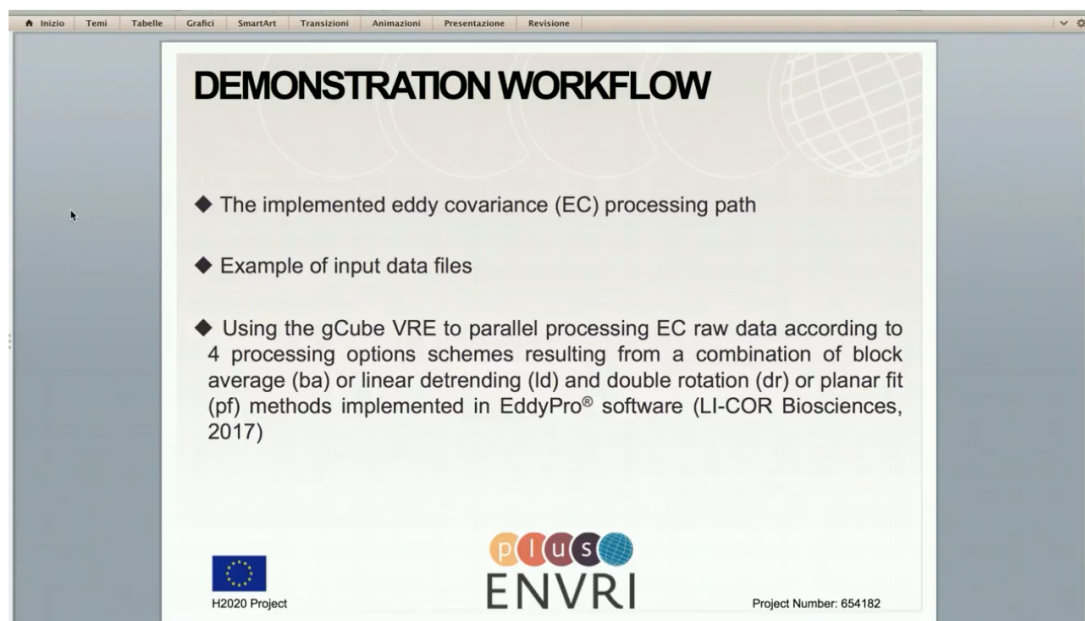 Inizio Temi Tabelle Grafici SmartArt Transizioni Animazioni Presentazione Revisione
DEMONSTRATION WORKFLOW
◆ The implemented eddy covariance (EC) processing path
◆ Example of input data files
◆ Using the gCube VRE to parallel processing EC raw data according to
4 processing options schemes resulting from a combination of block
average (ba) or linear detrending (ld) and double rotation (dr) or planar fit
(pf) methods implemented in EddyPro® software (LI-COR Biosciences,
2017)
plus
ENVRI
H2020 Project
Project Number: 654182